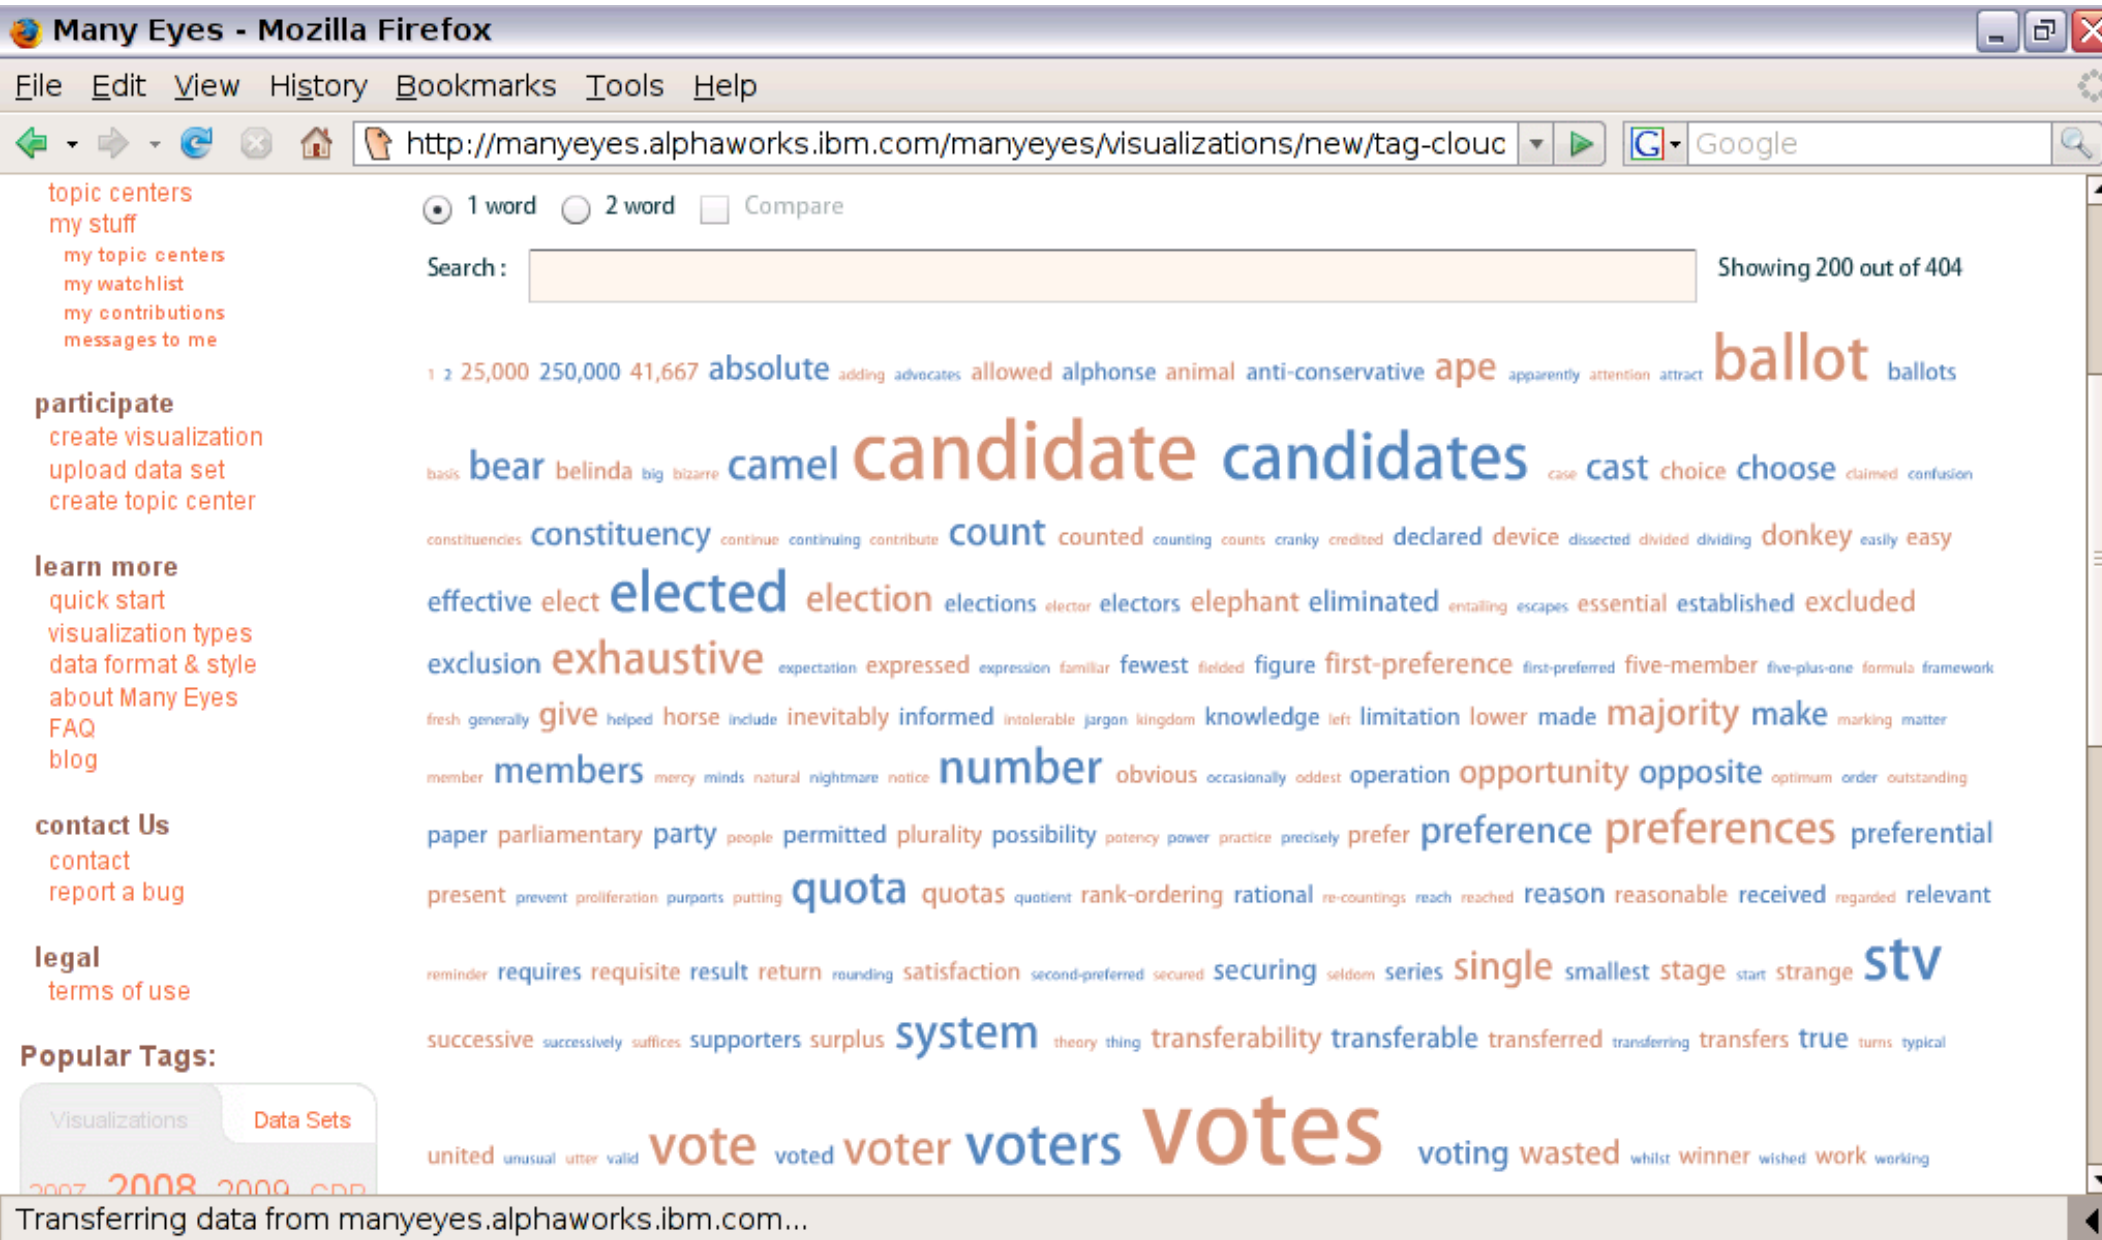 Many Eyes - Mozilla Firefox
File Edit View History Bookmarks Tools Help
http://manyeyes.alphaworks.ibm.com/manyeyes/visualizations/new/tag-clouc
G Google
topic centers
my stuff
my topic centers
my watchlist
my contributions
messages to me
participate
create visualization
upload data set
create topic center
learn more
quick start
visualization types
data format & style
about Many Eyes
FAQ
blog
contact Us
contact
report a bug
legal
terms of use
Popular Tags:
Visualizations Data Sets
2007 2008 2009 GDP
1 word 2 word Compare
Search : Showing 200 out of 404
1 2 25,000 250,000 41,667 absolute adding advocates allowed alphonse animal anti-conservative ape apparently attention attract ballot ballots
basis bear belinda big bizarre camel candidate candidates case cast choice choose claimed confusion
constituencies constituency continue continuing contribute count counted counting counts cranky credited declared device dissected divided dividing donkey easily easy
effective elect elected election elections elector electors elephant eliminated entailing escapes essential established excluded
exclusion exhaustive expectation expressed expression familiar fewest fielded figure first-preference first-preferred five-member five-plus-one formula framework
fresh generally give helped horse include inevitably informed intolerable jargon kingdom knowledge left limitation lower made majority make marking matter
member members mercy minds natural nightmare notice number obvious occasionally oddest operation opportunity opposite optimum order outstanding
paper parliamentary party people permitted plurality possibility potency power practice precisely prefer preference preferences preferential
present prevent proliferation purports putting quota quotas quotient rank-ordering rational re-countings reach reached reason reasonable received regarded relevant
reminder requires requisite result return rounding satisfaction second-preferred secured securing seldom series single smallest stage start strange stv
successive successively suffices supporters surplus system theory thing transferability transferable transferred transferring transfers true turns typical
united unusual utter valid vote voted voter voters votes voting wasted whilst winner wished work working
Transferring data from manyeyes.alphaworks.ibm.com...